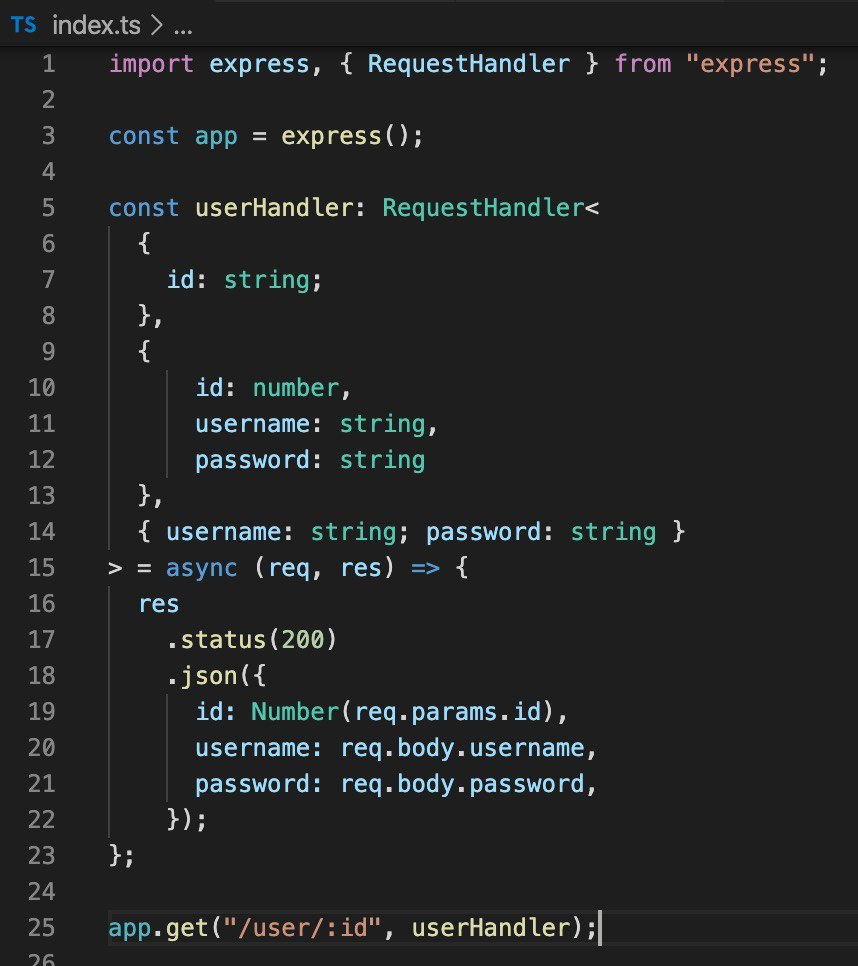 TS index.ts > ...
1 import express, { RequestHandler } from "express";
2
3 const app = express();
4
5 const userHandler: RequestHandler<
6 {
7 id: string;
8 },
9 {
10 id: number,
11 username: string,
12 password: string
13 },
14 { username: string; password: string }
15 > = async (req, res) => {
16 res
17 .status(200)
18 .json({
19 id: Number(req.params.id),
20 username: req.body.username,
21 password: req.body.password,
22 });
23 };
24
25 app.get("/user/:id", userHandler);
26